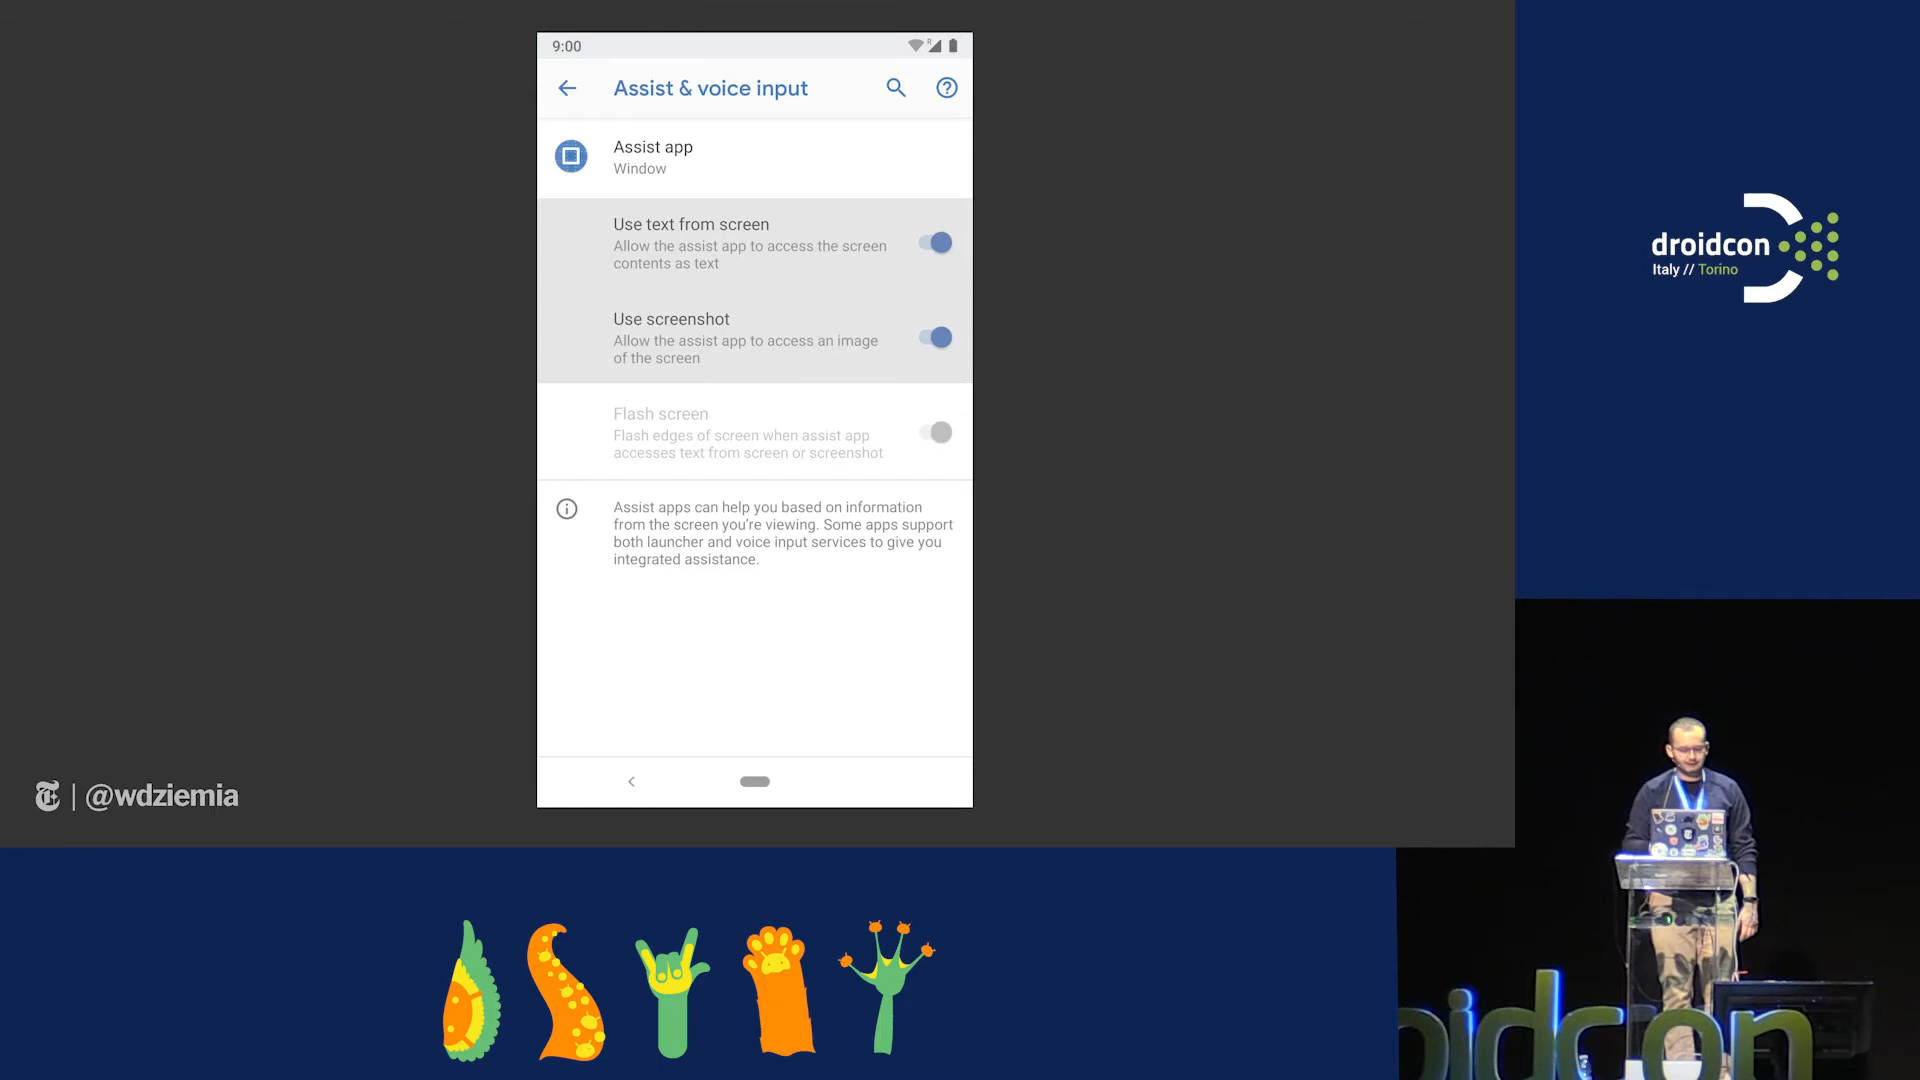 9:00
R
Assist & voice input
Assist app
Window
Use text from screen
Allow the assist app to access the screen
contents as text
Use screenshot
Allow the assist app to access an image
of the screen
Flash screen
Flash edges of screen when assist app
accesses text from screen or screenshot
Assist apps can help you based on information
from the screen you're viewing. Some apps support
both launcher and voice input services to give you
integrated assistance.
T | @wdziemia
droidcon
Italy // Torino
oidcon